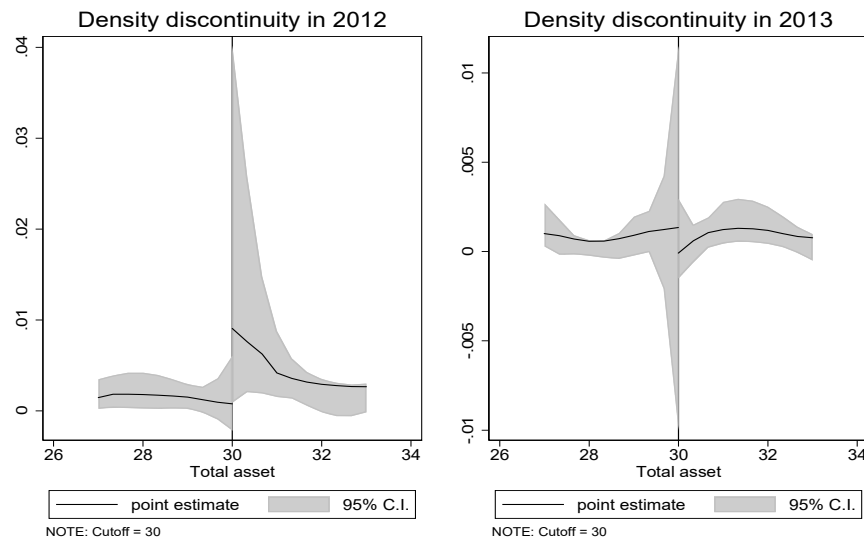 Density discontinuity in 2012
.04
.03
.02
.01
0
26 28 30 32 34
Total asset
point estimate 95% C.I.
NOTE: Cutoff = 30
Density discontinuity in 2013
.01
.005
0
-.005
-.01
26 28 30 32 34
Total asset
point estimate 95% C.I.
NOTE: Cutoff = 30